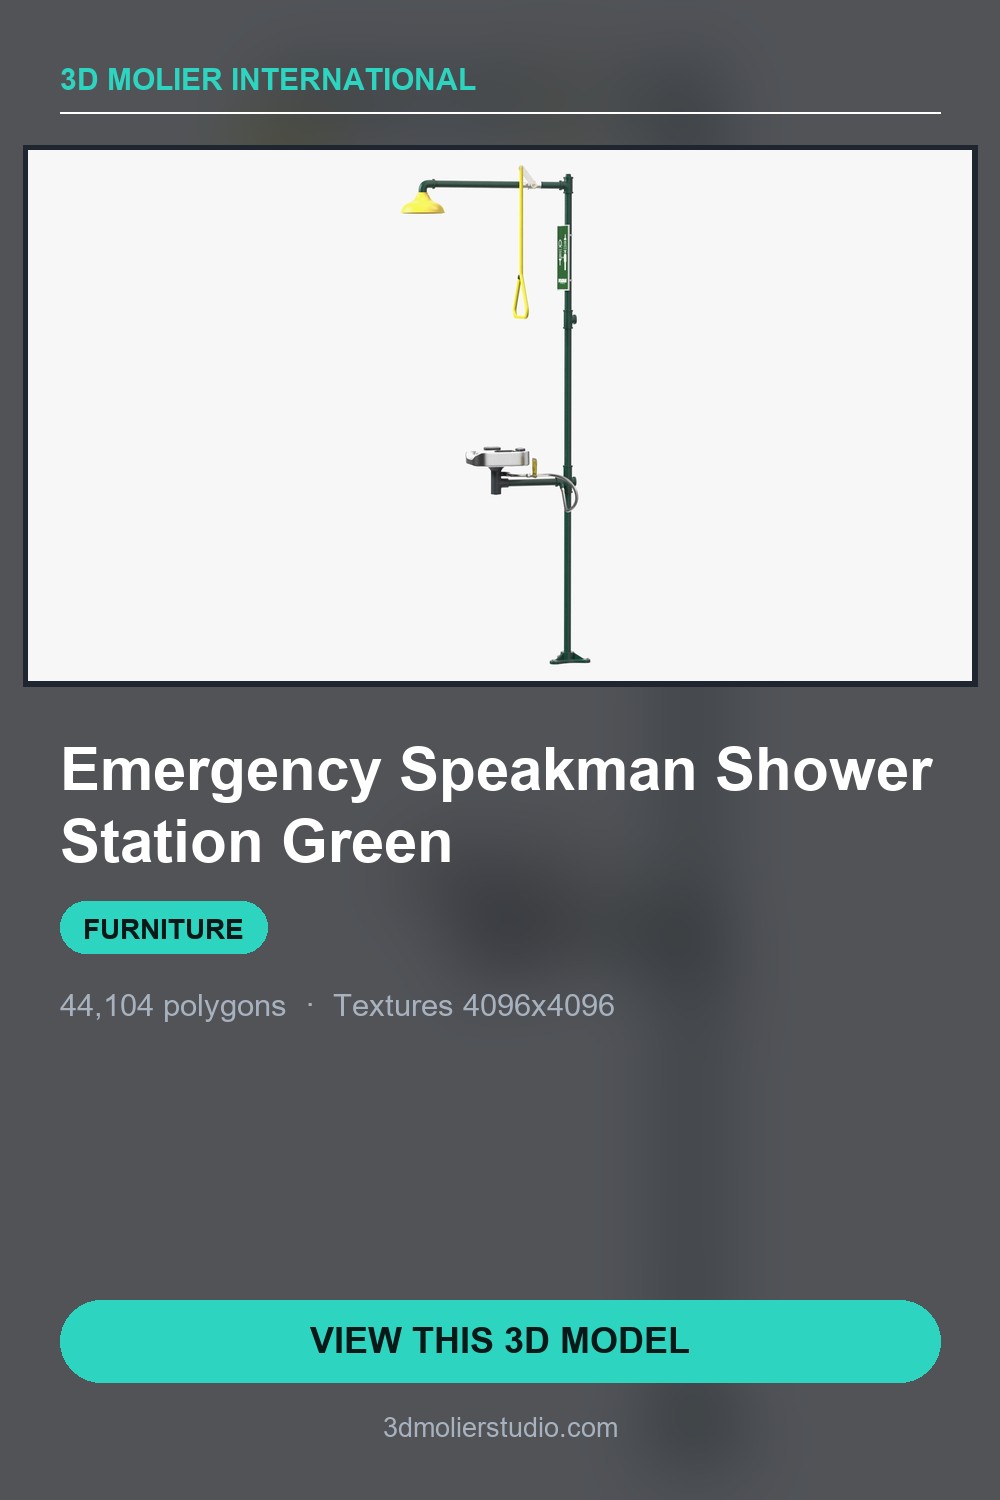 3D MOLIER INTERNATIONAL
Emergency Speakman Shower
Station Green
FURNITURE
44,104 polygons · Textures 4096x4096
VIEW THIS 3D MODEL
3dmolierstudio.com